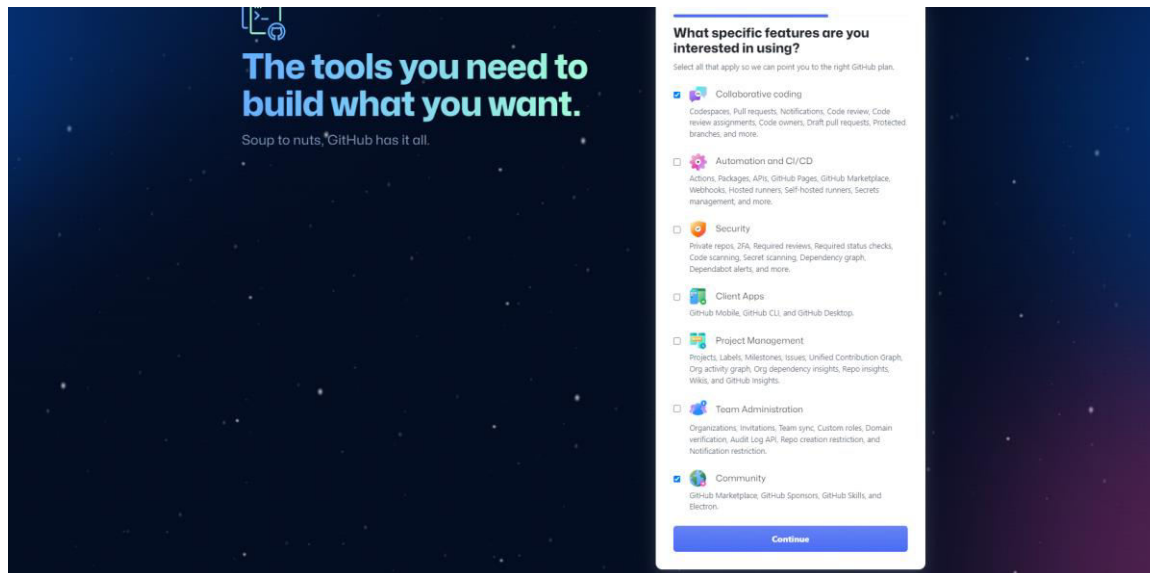 The tools you need to
build what you want.
Soup to nuts, GitHub has it all.
What specific features are you
interested in using?
Select all that apply so we can point you to the right GitHub plan.
Collaborative coding
Codespaces, Pull requests, Notifications, Code review, Code
review assignments, Code owners, Draft pull requests, Protected
branches, and more.
Automation and CI/CD
Actions, Packages, APIs, GitHub Pages, GitHub Marketplace,
Webhooks, Hosted runners, Self-hosted runners, Secrets
management, and more.
Security
Private repos, 2FA, Required reviews, Required status checks,
Code scanning, Secret scanning, Dependency graph,
Dependabot alerts, and more.
Client Apps
GitHub Mobile, GitHub CLI, and GitHub Desktop.
Project Management
Projects, Labels, Milestones, Issues, Unified Contribution Graph,
Org activity graph, Org dependency insights, Repo insights,
Wikis, and GitHub Insights.
Team Administration
Organizations, Invitations, Team sync, Custom roles, Domain
verification, Audit Log API, Repo creation restriction, and
Notification restriction.
Community
GitHub Marketplace, GitHub Sponsors, GitHub Skills, and
Electron.
Continue